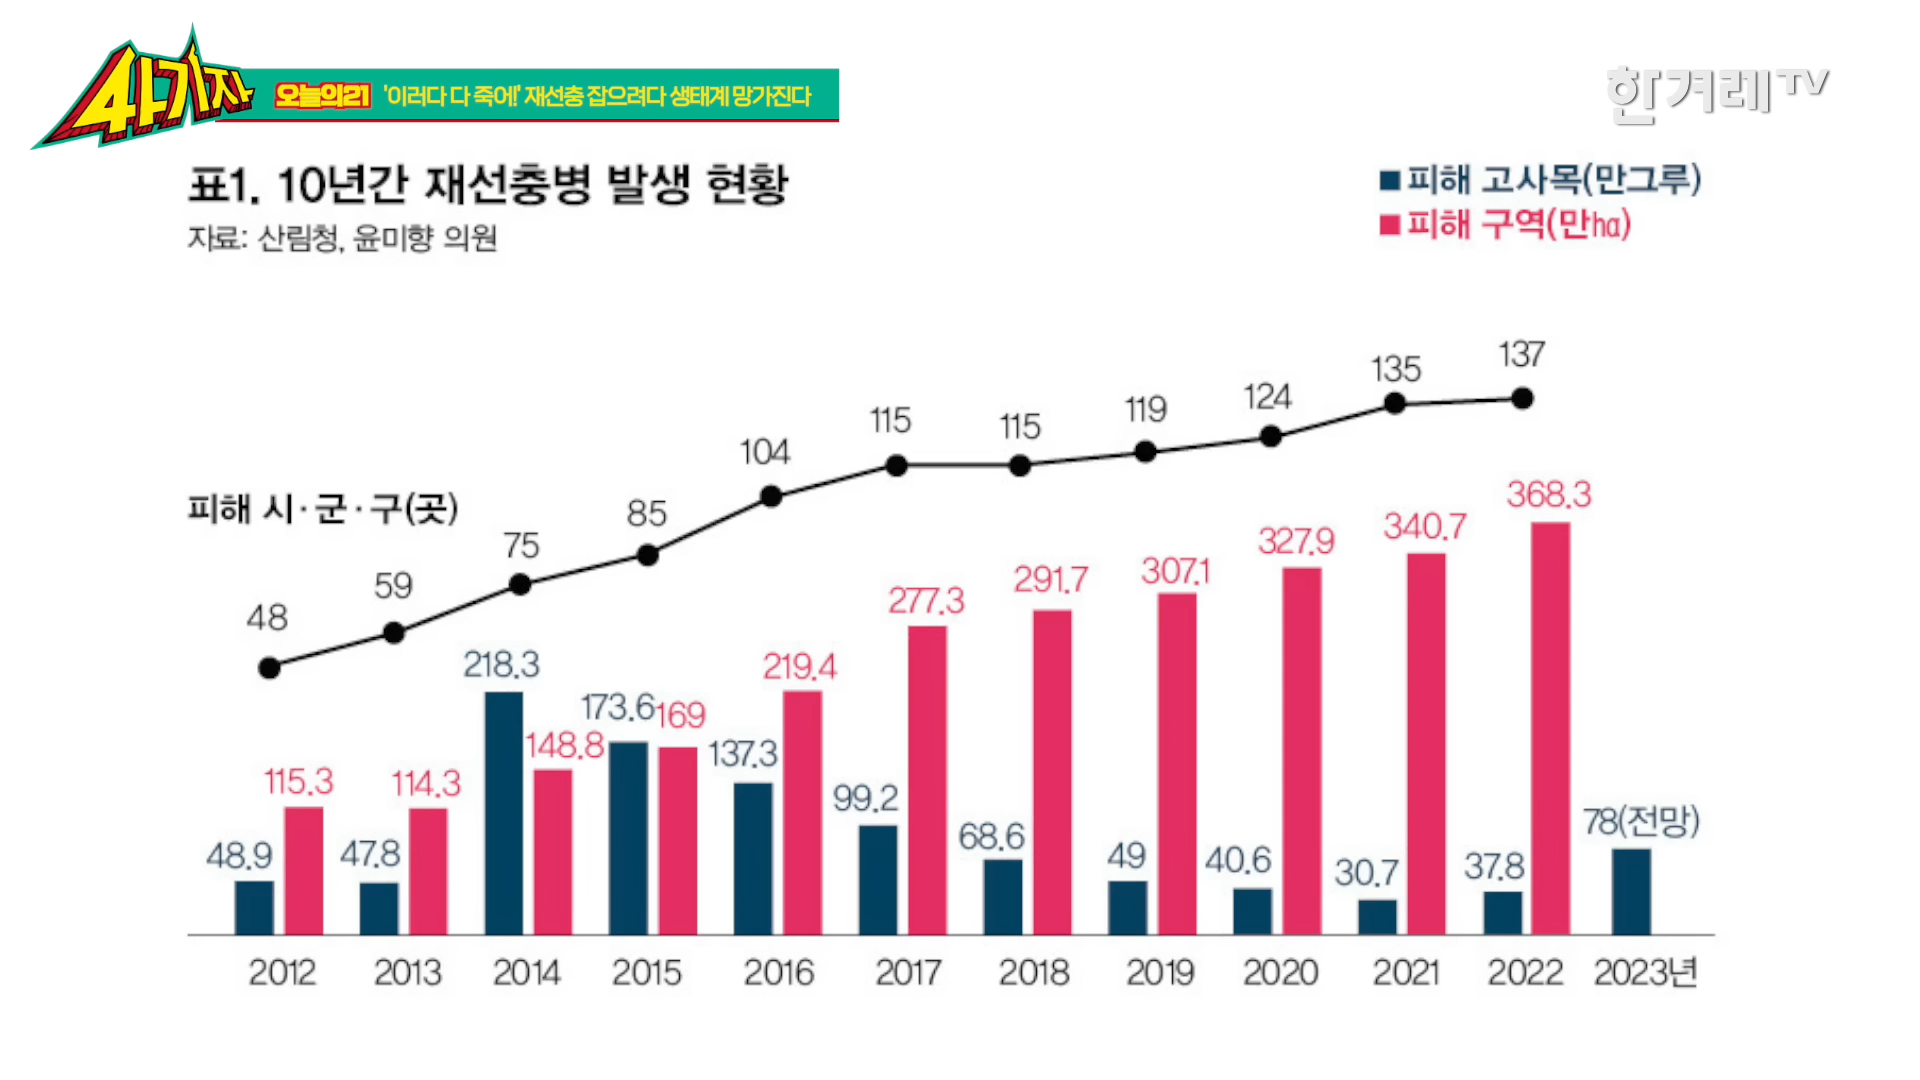 4사기자
오늘의21 '이러다 다 죽어!' 재선충 잡으려다 생태계 망가진다
한겨레TV
표1. 10년간 재선충병 발생 현황
자료: 산림청, 윤미향 의원
■ 피해 고사목(만그루)
■ 피해 구역(만㏊)
피해 시·군·구(곳)
48 59 75 85 104 115 115 119 124 135 137
48.9 47.8 218.3 173.6 137.3 99.2 68.6 49 40.6 30.7 37.8 78(전망)
115.3 114.3 148.8 169 219.4 277.3 291.7 307.1 327.9 340.7 368.3
2012 2013 2014 2015 2016 2017 2018 2019 2020 2021 2022 2023년